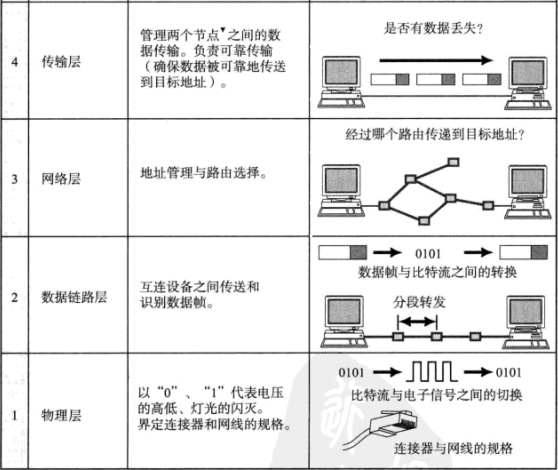 4
传输层
管理两个节点▼之间的数
据传输。负责可靠传输
（确保数据被可靠地传送
到目标地址）。
是否有数据丢失?
3
网络层
地址管理与路由选择。
经过哪个路由传递到目标地址?
2
数据链路层
互连设备之间传送和
识别数据帧。
0101
数据帧与比特流之间的转换
分段转发
1
物理层
以“0”、“1”代表电压
的高低、灯光的闪灭。
界定连接器和网线的规格。
0101 0101
比特流与电子信号之间的切换
连接器与网线的规格